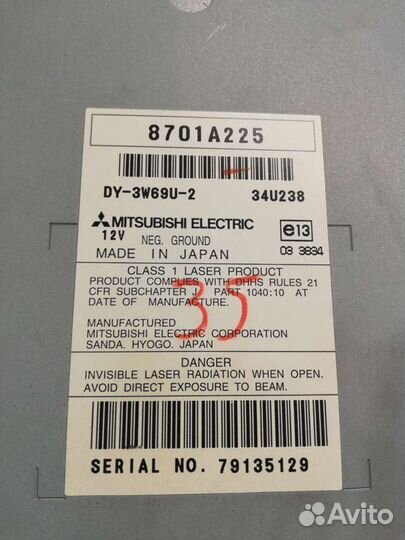 8701A225
DY-3W69U-2 34U238
MITSUBISHI ELECTRIC
e13
12V NEG. GROUND
03 3834
MADE IN JAPAN
CLASS 1 LASER PRODUCT
PRODUCT COMPLIES WITH DHHS RULES 21
CFR SUBCHAPTER J, PART 1040:10 AT
DATE OF MANUFACTURE.
35
MANUFACTURED
MITSUBISHI ELECTRIC CORPORATION
SANDA. HYOGO. JAPAN
DANGER
INVISIBLE LASER RADIATION WHEN OPEN.
AVOID DIRECT EXPOSURE TO BEAM.
SERIAL NO. 79135129
Avito